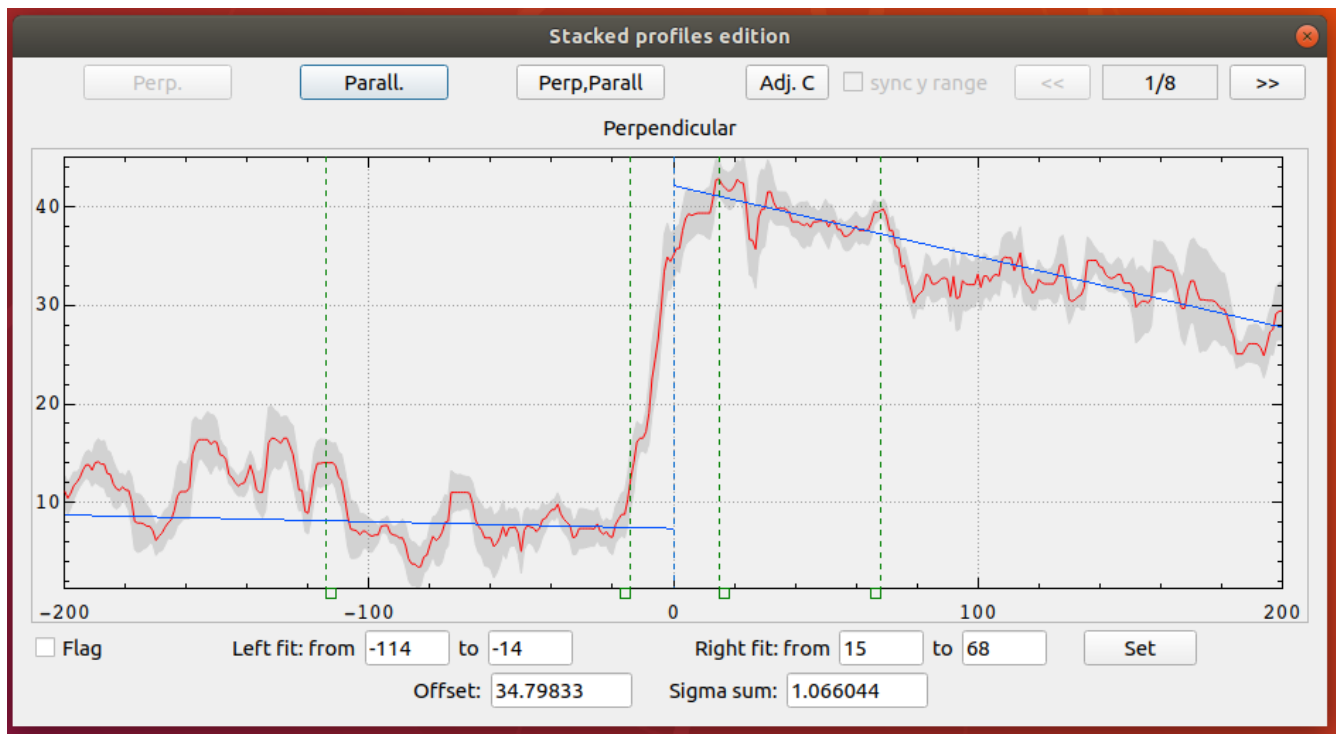 Stacked profiles edition
Perp. Parall. Perp,Parall Adj. C sync y range << 1/8 >>
Perpendicular
40
30
20
10
-200 -100 0 100 200
Flag Left fit: from -114 to -14 Right fit: from 15 to 68 Set
Offset: 34.79833 Sigma sum: 1.066044